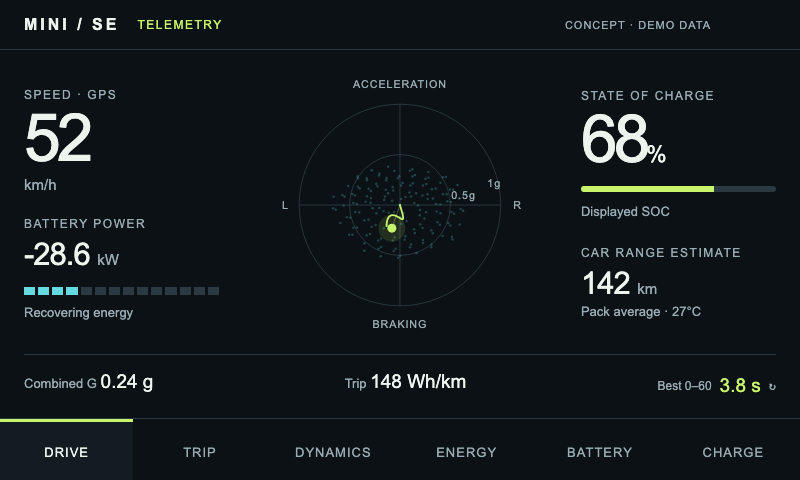 MINI / SE TELEMETRY
CONCEPT · DEMO DATA
SPEED · GPS
52
km/h
BATTERY POWER
-28.6 kW
Recovering energy
ACCELERATION
L
0.5g
1g
R
BRAKING
STATE OF CHARGE
68%
Displayed SOC
CAR RANGE ESTIMATE
142 km
Pack average · 27°C
Combined G 0.24 g
Trip 148 Wh/km
Best 0–60 3.8 s ↻
DRIVE
TRIP
DYNAMICS
ENERGY
BATTERY
CHARGE